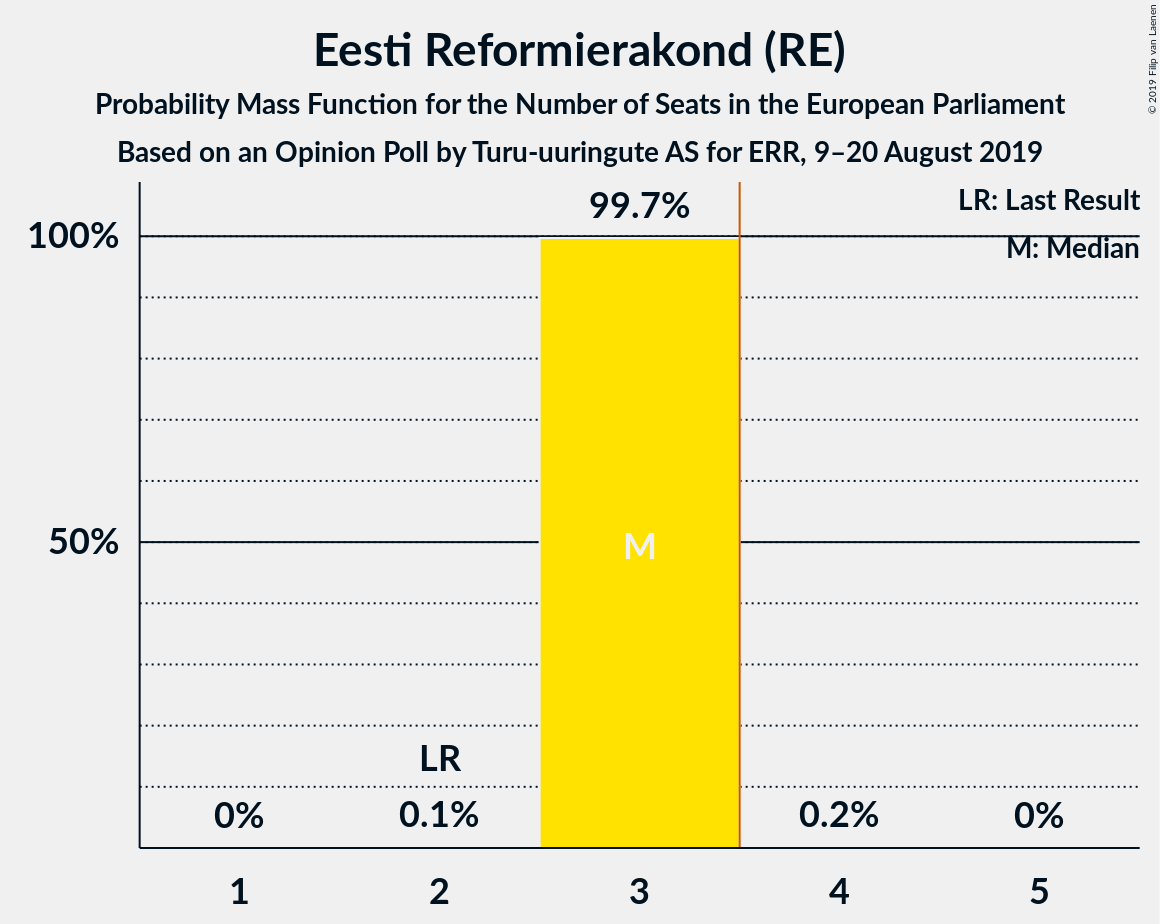 Eesti Reformierakond (RE)
Probability Mass Function for the Number of Seats in the European Parliament
Based on an Opinion Poll by Turu-uuringute AS for ERR, 9–20 August 2019
© 2019 Filip van Laenen
LR: Last Result
M: Median
99.7%
100%
50%
M
LR
0%
0.1%
0.2%
0%
1
2
3
4
5